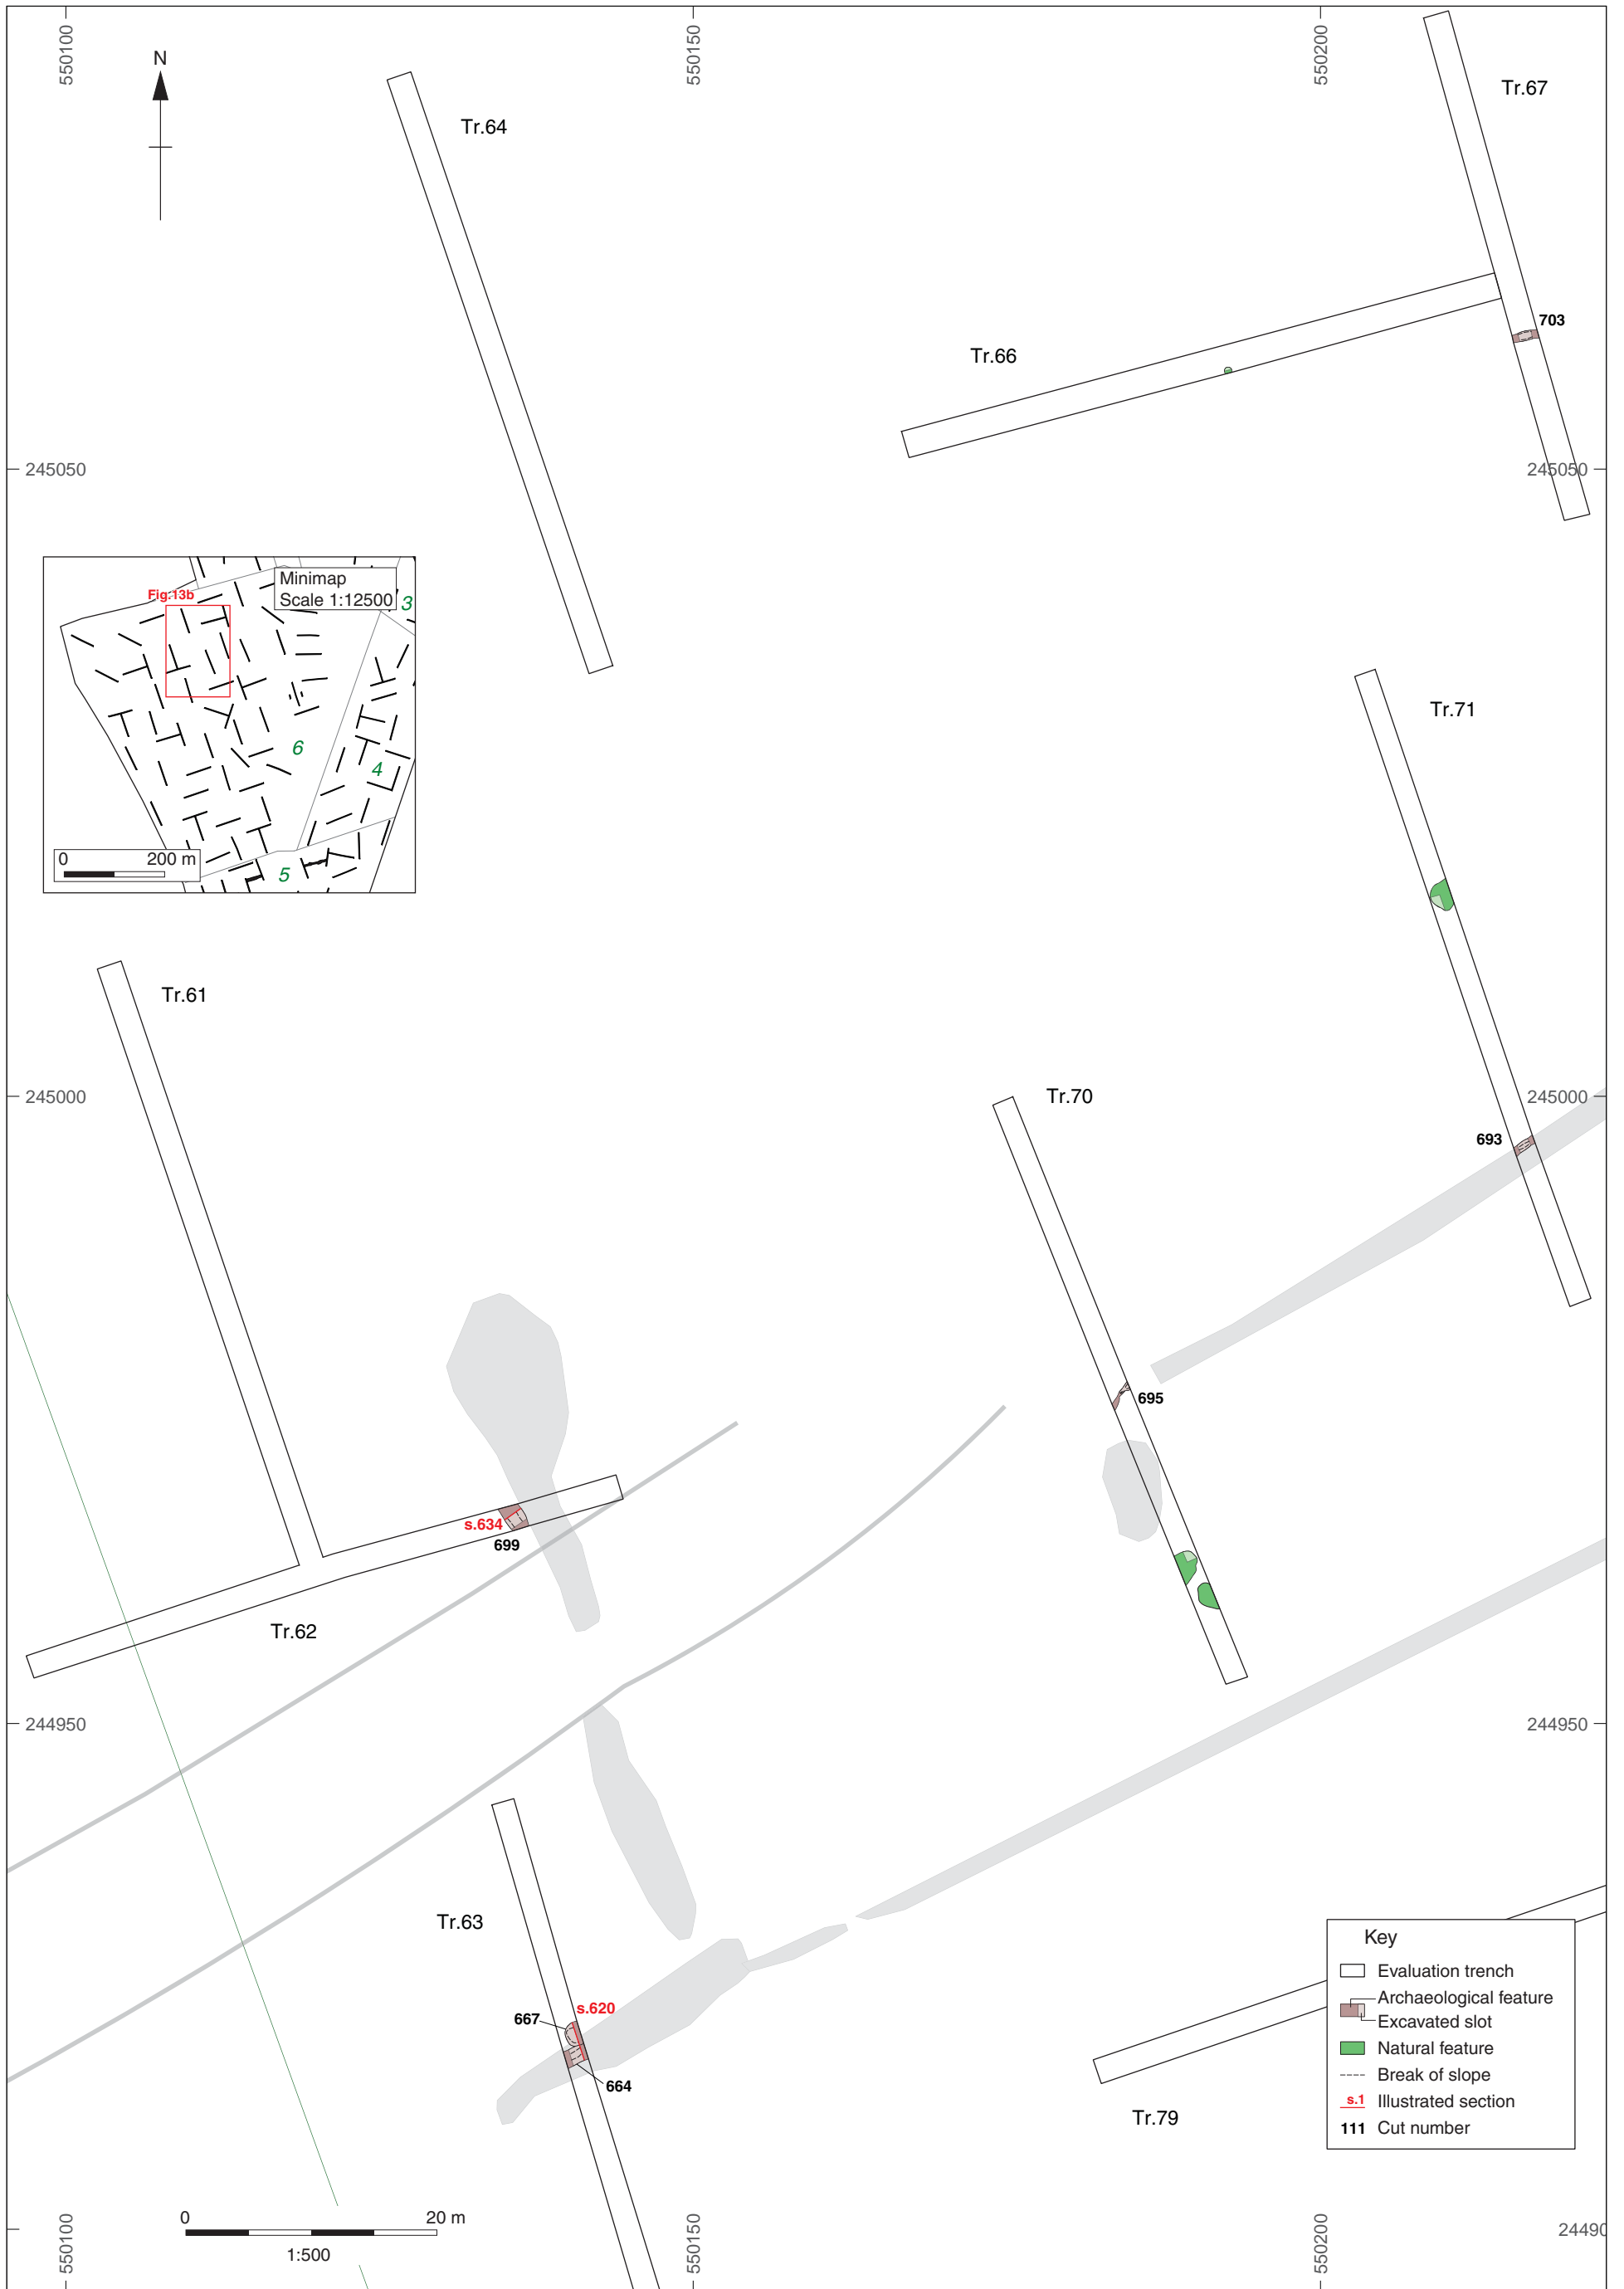 550100
550150
550200
N
Tr.67
Tr.64
703
Tr.66
245050
245050
Minimap
Scale 1:12500
Fig.13b
3
6
4
5
0 200 m
Tr.71
Tr.61
245000
Tr.70
245000
693
695
s.634
699
Tr.62
244950
244950
Tr.63
s.620
667
664
Tr.79
Key
Evaluation trench
Archaeological feature
Excavated slot
Natural feature
Break of slope
s.1 Illustrated section
111 Cut number
0 20 m
1:500
24490
550100
550150
550200